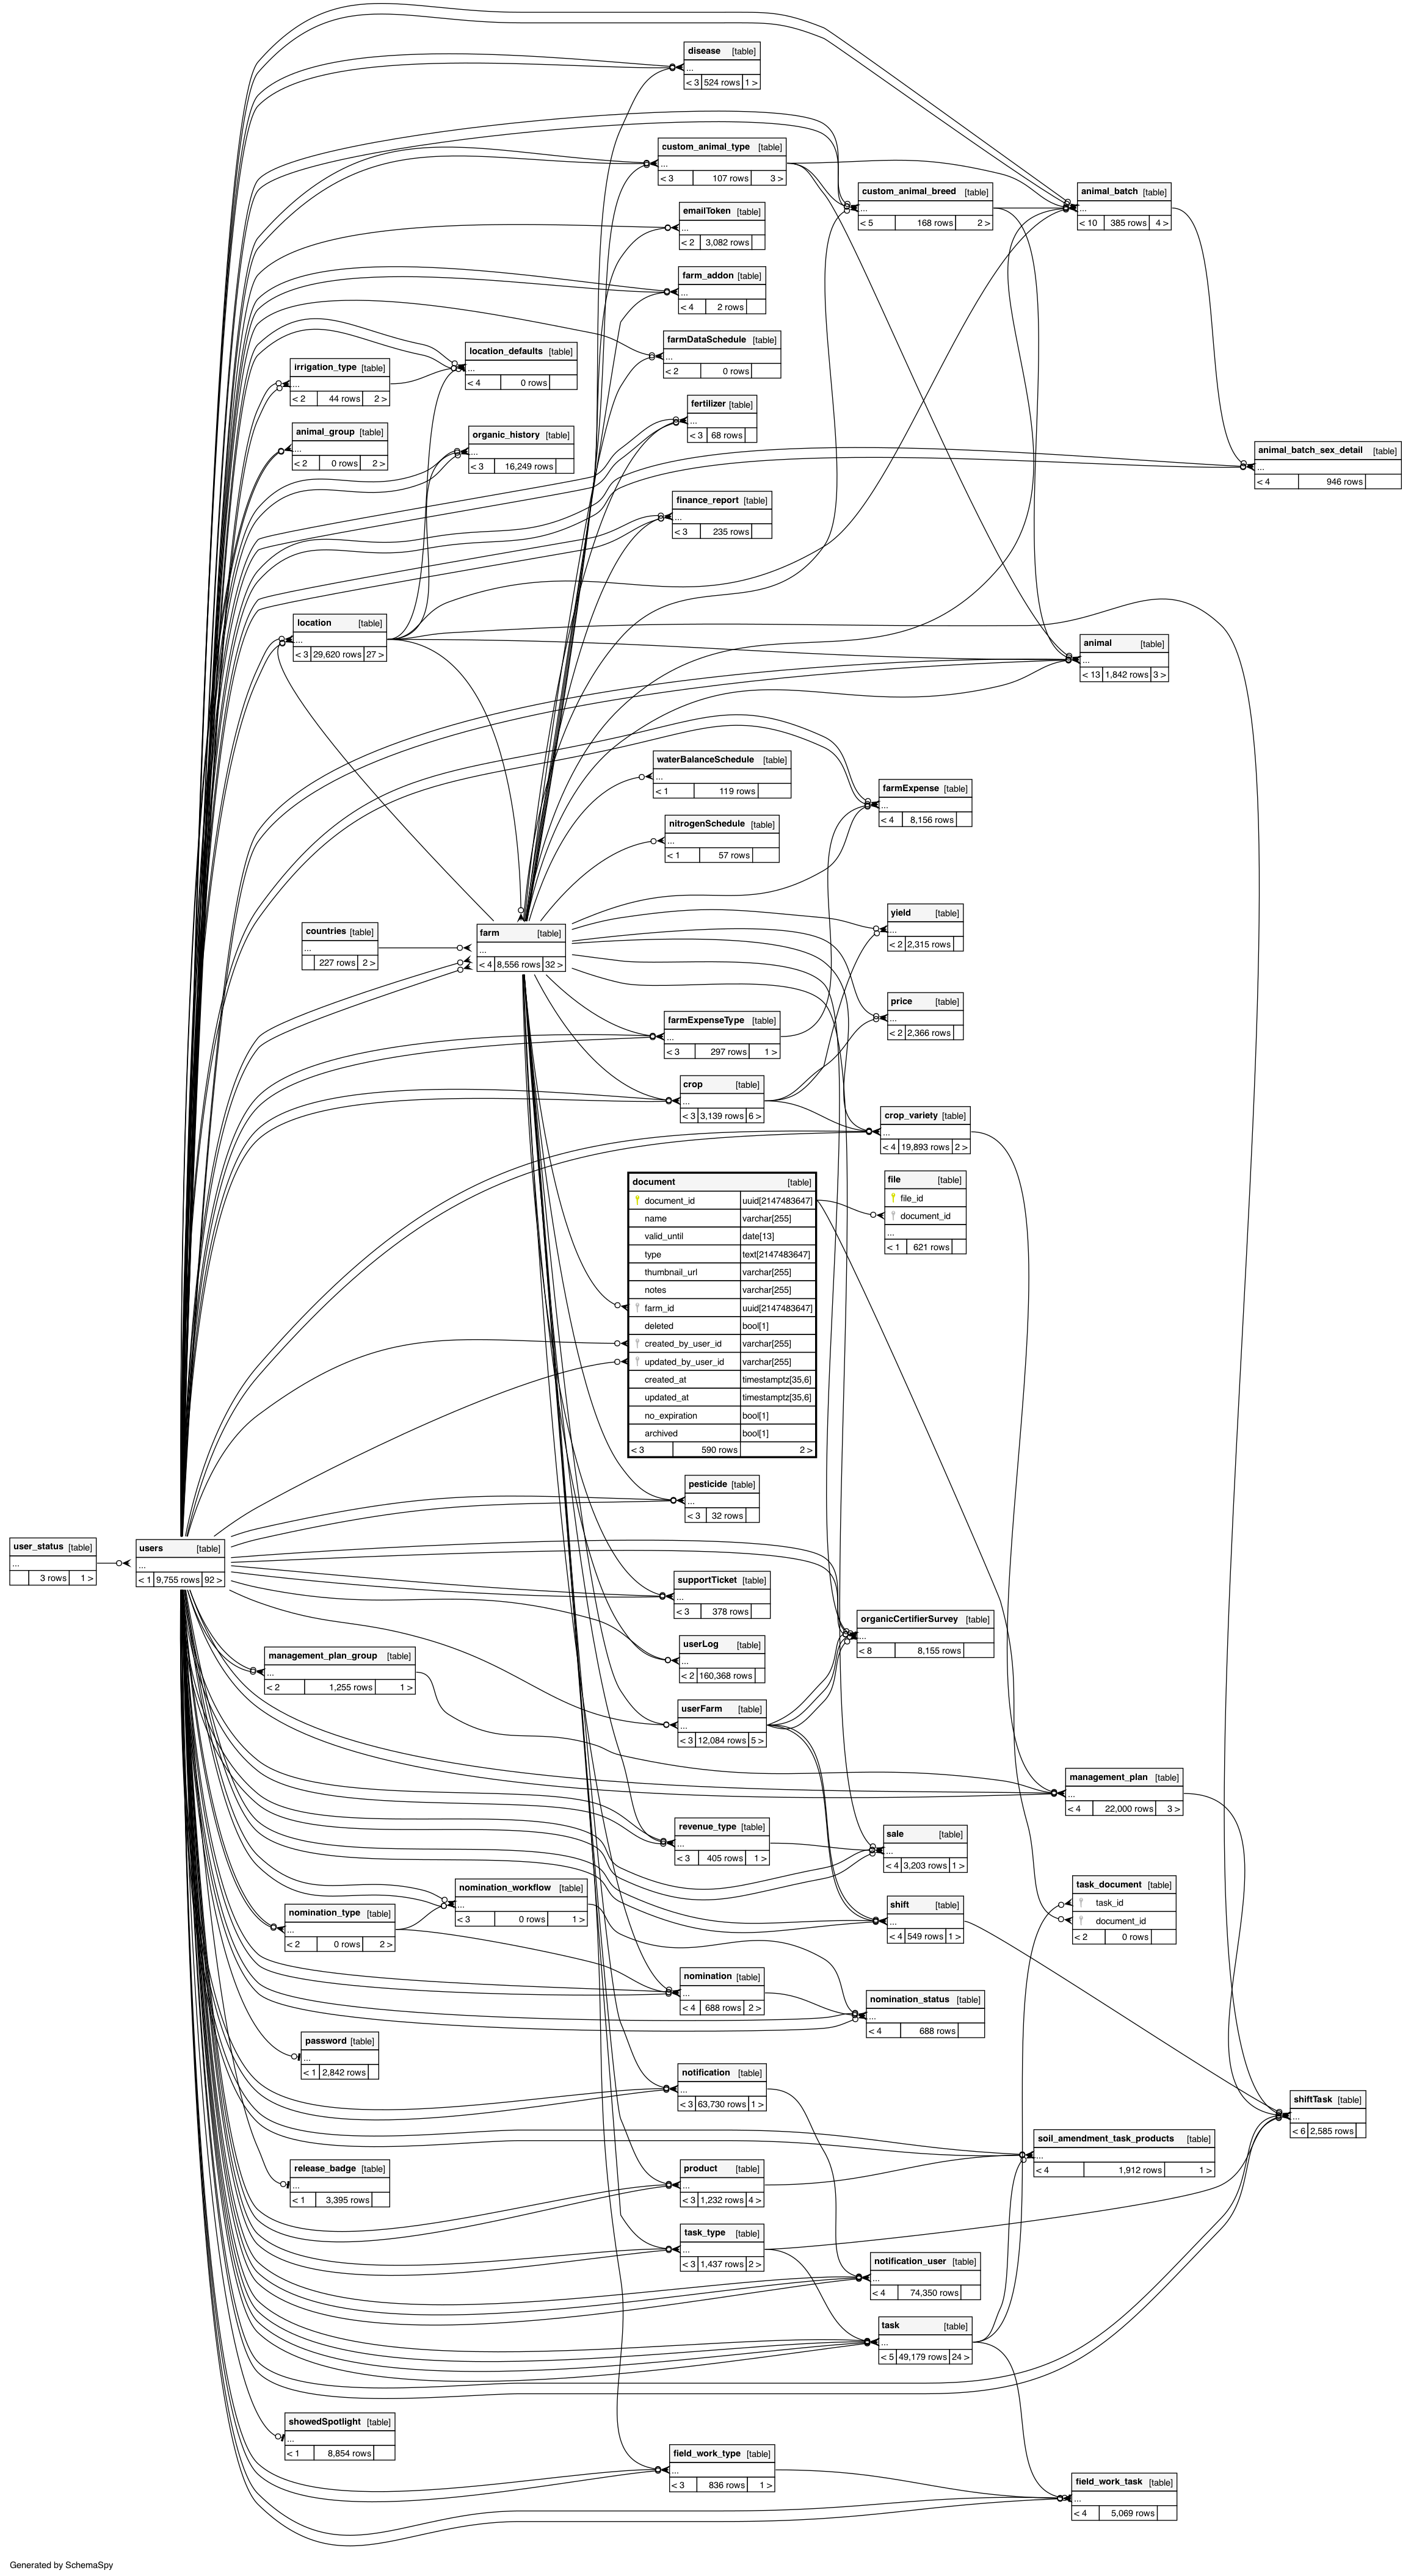 disease [table]
...
< 3 524 rows 1 >
custom_animal_type [table]
...
< 3 107 rows 3 >
custom_animal_breed [table]
...
< 5 168 rows 2 >
animal_batch [table]
...
< 10 385 rows 4 >
emailToken [table]
...
< 2 3,082 rows
farm_addon [table]
...
< 4 2 rows
farmDataSchedule [table]
...
< 2 0 rows
location_defaults [table]
...
< 4 0 rows
irrigation_type [table]
...
< 2 44 rows 2 >
fertilizer [table]
...
< 3 68 rows
animal_group [table]
...
< 2 0 rows 2 >
organic_history [table]
...
< 3 16,249 rows
animal_batch_sex_detail [table]
...
< 4 946 rows
finance_report [table]
...
< 3 235 rows
location [table]
...
< 3 29,620 rows 27 >
animal [table]
...
< 13 1,842 rows 3 >
waterBalanceSchedule [table]
...
< 1 119 rows
farmExpense [table]
...
< 4 8,156 rows
nitrogenSchedule [table]
...
< 1 57 rows
yield [table]
...
< 2 2,315 rows
countries [table]
...
227 rows 2 >
farm [table]
...
< 4 8,556 rows 32 >
price [table]
...
< 2 2,366 rows
farmExpenseType [table]
...
< 3 297 rows 1 >
crop [table]
...
< 3 3,139 rows 6 >
crop_variety [table]
...
< 4 19,893 rows 2 >
document [table]
document_id uuid[2147483647]
name varchar[255]
valid_until date[13]
type text[2147483647]
thumbnail_url varchar[255]
notes varchar[255]
farm_id uuid[2147483647]
deleted bool[1]
created_by_user_id varchar[255]
updated_by_user_id varchar[255]
created_at timestamptz[35,6]
updated_at timestamptz[35,6]
no_expiration bool[1]
archived bool[1]
< 3 590 rows 2 >
file [table]
file_id
document_id
...
< 1 621 rows
pesticide [table]
...
< 3 32 rows
user_status [table]
...
3 rows 1 >
users [table]
...
< 1 9,755 rows 92 >
supportTicket [table]
...
< 3 378 rows
organicCertifierSurvey [table]
...
< 8 8,155 rows
userLog [table]
...
< 2 160,368 rows
management_plan_group [table]
...
< 2 1,255 rows 1 >
userFarm [table]
...
< 3 12,084 rows 5 >
management_plan [table]
...
< 4 22,000 rows 3 >
revenue_type [table]
...
< 3 405 rows 1 >
sale [table]
...
< 4 3,203 rows 1 >
nomination_workflow [table]
...
< 3 0 rows 1 >
task_document [table]
task_id
document_id
< 2 0 rows
nomination_type [table]
...
< 2 0 rows 2 >
shift [table]
...
< 4 549 rows 1 >
nomination [table]
...
< 4 688 rows 2 >
nomination_status [table]
...
< 4 688 rows
password [table]
...
< 1 2,842 rows
notification [table]
...
< 3 63,730 rows 1 >
shiftTask [table]
...
< 6 2,585 rows
soil_amendment_task_products [table]
...
< 4 1,912 rows 1 >
release_badge [table]
...
< 1 3,395 rows
product [table]
...
< 3 1,232 rows 4 >
task_type [table]
...
< 3 1,437 rows 2 >
notification_user [table]
...
< 4 74,350 rows
task [table]
...
< 5 49,179 rows 24 >
showedSpotlight [table]
...
< 1 8,854 rows
field_work_type [table]
...
< 3 836 rows 1 >
field_work_task [table]
...
< 4 5,069 rows
Generated by SchemaSpy